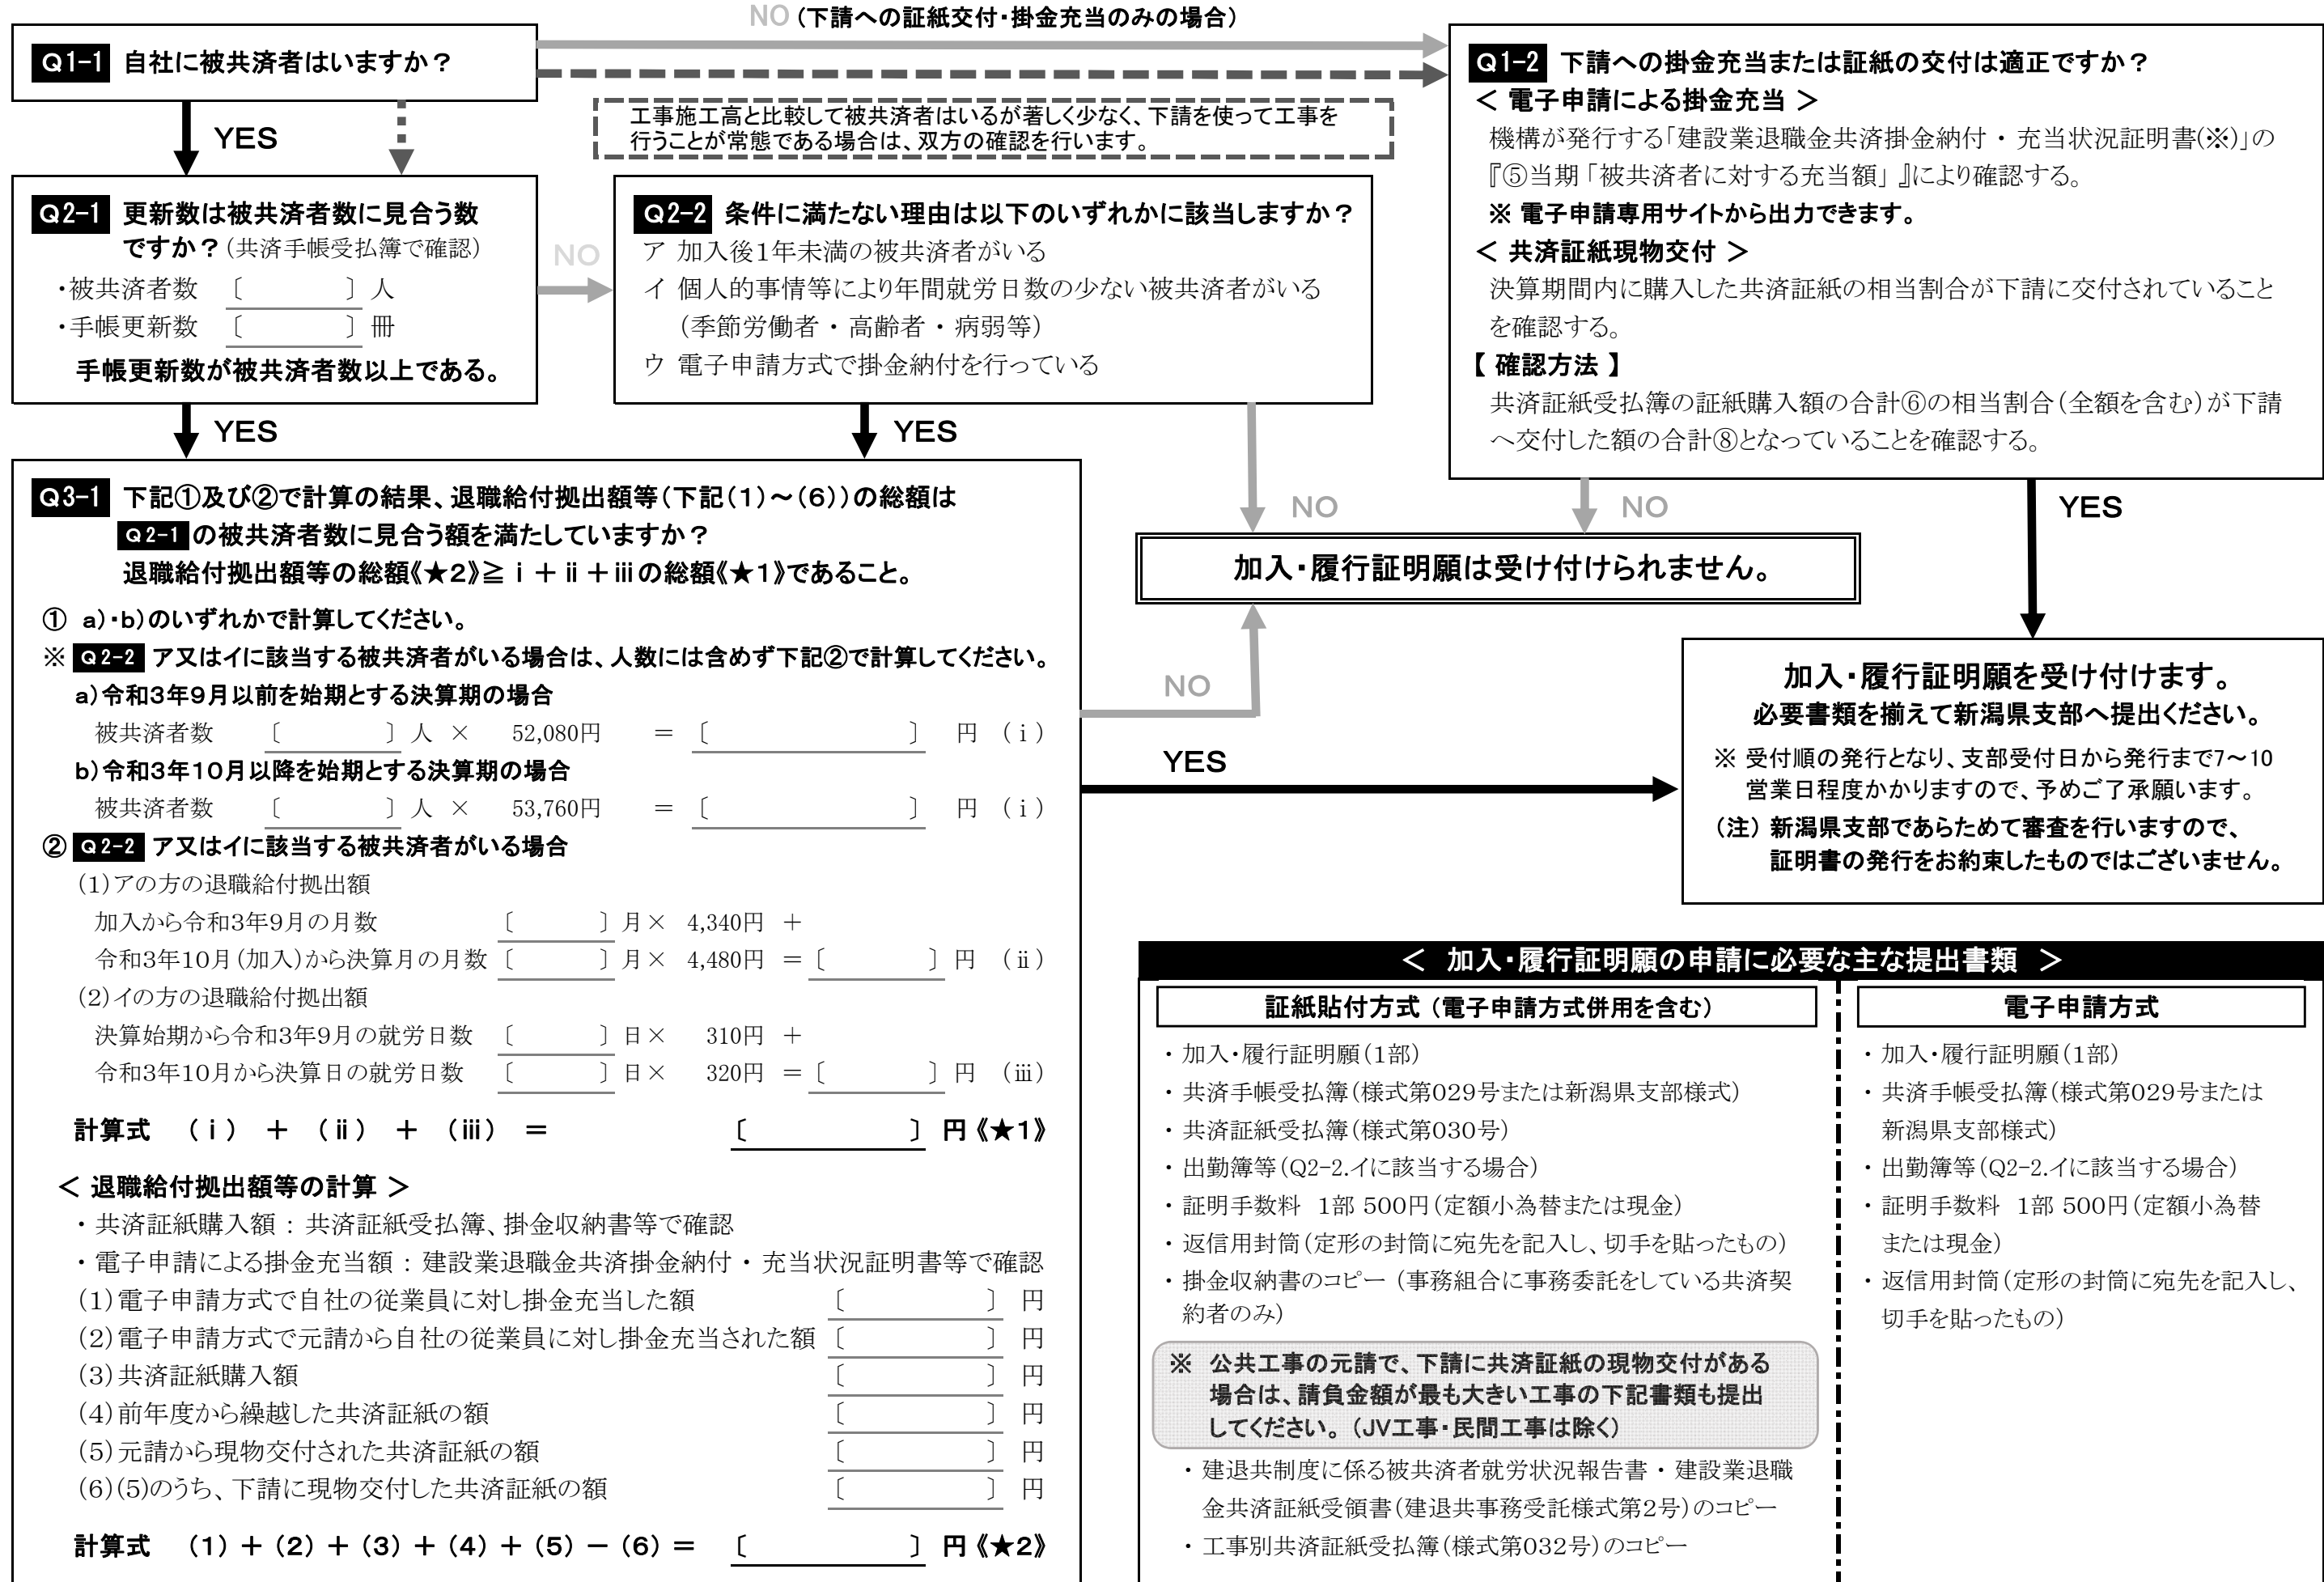 NO (下請への証紙交付・掛金充当のみの場合)
Q1-1 自社に被共済者はいますか？
YES
工事施工高と比較して被共済者はいるが著しく少なく、下請を使って工事を
行うことが常態である場合は、双方の確認を行います。
Q1-2 下請への掛金充当または証紙の交付は適正ですか？
＜ 電子申請による掛金充当 ＞
機構が発行する「建設業退職金共済掛金納付 ・ 充当状況証明書(※)」の
『⑤当期 「被共済者に対する充当額」 』により確認する。
※ 電子申請専用サイトから出力できます。
＜ 共済証紙現物交付 ＞
決算期間内に購入した共済証紙の相当割合が下請に交付されていること
を確認する。
【 確認方法 】
共済証紙受払簿の証紙購入額の合計⑥の相当割合（全額を含む）が下請
へ交付した額の合計⑧となっていることを確認する。
Q2-1 更新数は被共済者数に見合う数
ですか？（共済手帳受払簿で確認）
・被共済者数 〔 〕 人
・手帳更新数 〔 〕 冊
手帳更新数が被共済者数以上である。
NO
Q2-2 条件に満たない理由は以下のいずれかに該当しますか？
ア 加入後１年未満の被共済者がいる
イ 個人的事情等により年間就労日数の少ない被共済者がいる
（季節労働者 ・ 高齢者 ・ 病弱等）
ウ 電子申請方式で掛金納付を行っている
YES
YES
NO
NO
YES
加入・履行証明願は受け付けられません。
Q3-1 下記①及び②で計算の結果、退職給付拠出額等（下記（１）～（６））の総額は
Q2-1 の被共済者数に見合う額を満たしていますか？
退職給付拠出額等の総額《★２》≧ ⅰ ＋ ⅱ ＋ⅲの総額《★１》であること。
① a)・b)のいずれかで計算してください。
※ Q2-2 ア又はイに該当する被共済者がいる場合は、人数には含めず下記②で計算してください。
a)令和３年９月以前を始期とする決算期の場合
被共済者数 〔 〕 人 × 52,080円 ＝ 〔 〕 円 （ⅰ）
b)令和３年１０月以降を始期とする決算期の場合
被共済者数 〔 〕 人 × 53,760円 ＝ 〔 〕 円 （ⅰ）
② Q2-2 ア又はイに該当する被共済者がいる場合
（１）アの方の退職給付拠出額
加入から令和３年９月の月数 〔 〕 月× 4,340円 ＋
令和３年１０月（加入）から決算月の月数 〔 〕 月× 4,480円 ＝ 〔 〕 円 （ⅱ）
（２）イの方の退職給付拠出額
決算始期から令和３年９月の就労日数 〔 〕 日× 310円 ＋
令和３年１０月から決算日の就労日数 〔 〕 日× 320円 ＝ 〔 〕 円 （ⅲ）
計算式 （ⅰ） ＋ （ⅱ） ＋ （ⅲ） ＝ 〔 〕 円《★１》
＜ 退職給付拠出額等の計算 ＞
・ 共済証紙購入額 ： 共済証紙受払簿、掛金収納書等で確認
・ 電子申請による掛金充当額 ： 建設業退職金共済掛金納付 ・ 充当状況証明書等で確認
（１）電子申請方式で自社の従業員に対し掛金充当した額 〔 〕 円
（２）電子申請方式で元請から自社の従業員に対し掛金充当された額 〔 〕 円
（３）共済証紙購入額 〔 〕 円
（４）前年度から繰越した共済証紙の額 〔 〕 円
（５）元請から現物交付された共済証紙の額 〔 〕 円
（６）（５）のうち、下請に現物交付した共済証紙の額 〔 〕 円
計算式 （１） ＋ （２） ＋ （３） ＋ （４） ＋ （５） － （６） ＝ 〔 〕 円《★２》
NO
YES
加入・履行証明願を受け付けます。
必要書類を揃えて新潟県支部へ提出ください。
※ 受付順の発行となり、支部受付日から発行まで7～10
営業日程度かかりますので、予めご了承願います。
（注） 新潟県支部であらためて審査を行いますので、
証明書の発行をお約束したものではございません。
＜ 加入・履行証明願の申請に必要な主な提出書類 ＞
証紙貼付方式 （電子申請方式併用を含む）
・ 加入・履行証明願（１部）
・ 共済手帳受払簿（様式第０２９号または新潟県支部様式）
・ 共済証紙受払簿（様式第０３０号）
・ 出勤簿等（Q2-2.イに該当する場合）
・ 証明手数料 １部 500円（定額小為替または現金）
・ 返信用封筒（定形の封筒に宛先を記入し、切手を貼ったもの）
・ 掛金収納書のコピー （事務組合に事務委託をしている共済契
約者のみ）
※ 公共工事の元請で、下請に共済証紙の現物交付がある
場合は、請負金額が最も大きい工事の下記書類も提出
してください。（JV工事・民間工事は除く）
・ 建退共制度に係る被共済者就労状況報告書 ・ 建設業退職
金共済証紙受領書（建退共事務受託様式第２号）のコピー
・ 工事別共済証紙受払簿（様式第０３２号）のコピー
電子申請方式
・ 加入・履行証明願（１部）
・ 共済手帳受払簿（様式第０２９号または
新潟県支部様式）
・ 出勤簿等（Q2-2.イに該当する場合）
・ 証明手数料 １部 500円（定額小為替
または現金）
・ 返信用封筒（定形の封筒に宛先を記入し、
切手を貼ったもの）